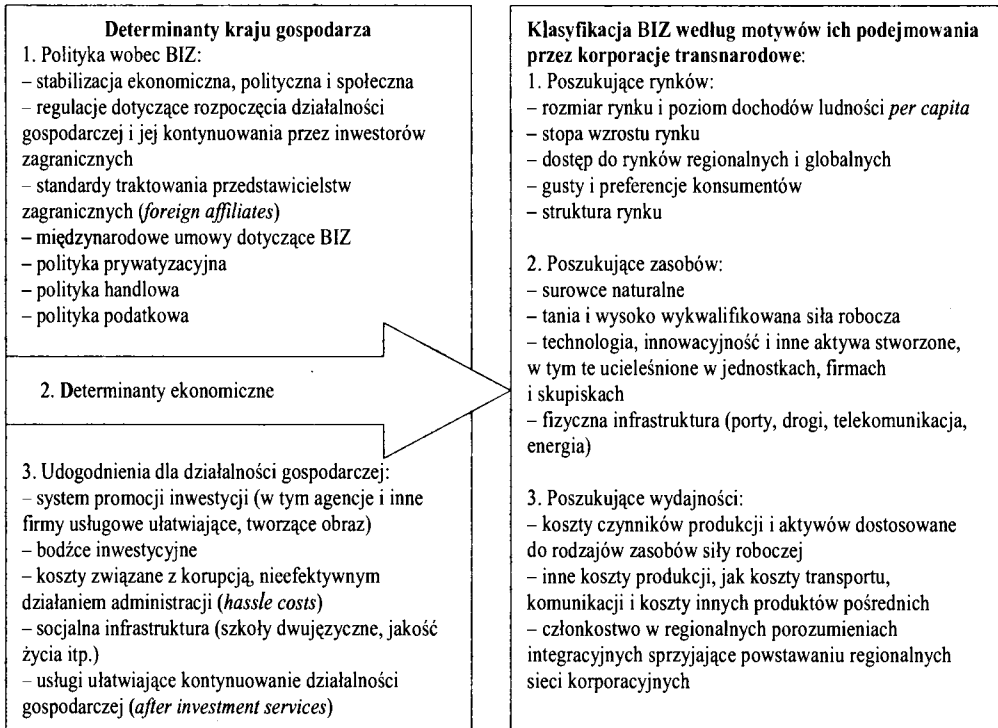 Determinanty kraju gospodarza
1. Polityka wobec BIZ:
– stabilizacja ekonomiczna, polityczna i społeczna
– regulacje dotyczące rozpoczęcia działalności
gospodarczej i jej kontynuowania przez inwestorów
zagranicznych
– standardy traktowania przedstawicielstw
zagranicznych (foreign affiliates)
– międzynarodowe umowy dotyczące BIZ
– polityka prywatyzacyjna
– polityka handlowa
– polityka podatkowa
2. Determinanty ekonomiczne
3. Udogodnienia dla działalności gospodarczej:
– system promocji inwestycji (w tym agencje i inne
firmy usługowe ułatwiające, tworzące obraz)
– bodźce inwestycyjne
– koszty związane z korupcją, nieefektywnym
działaniem administracji (hassle costs)
– socjalna infrastruktura (szkoły dwujęzyczne, jakość
życia itp.)
– usługi ułatwiające kontynuowanie działalności
gospodarczej (after investment services)
Klasyfikacja BIZ według motywów ich podejmowania
przez korporacje transnarodowe:
1. Poszukujące rynków:
– rozmiar rynku i poziom dochodów ludności per capita
– stopa wzrostu rynku
– dostęp do rynków regionalnych i globalnych
– gusty i preferencje konsumentów
– struktura rynku
2. Poszukujące zasobów:
– surowce naturalne
– tania i wysoko wykwalifikowana siła robocza
– technologia, innowacyjność i inne aktywa stworzone,
w tym te ucieleśnione w jednostkach, firmach
i skupiskach
– fizyczna infrastruktura (porty, drogi, telekomunikacja,
energia)
3. Poszukujące wydajności:
– koszty czynników produkcji i aktywów dostosowane
do rodzajów zasobów siły roboczej
– inne koszty produkcji, jak koszty transportu,
komunikacji i koszty innych produktów pośrednich
– członkostwo w regionalnych porozumieniach
integracyjnych sprzyjające powstawaniu regionalnych
sieci korporacyjnych